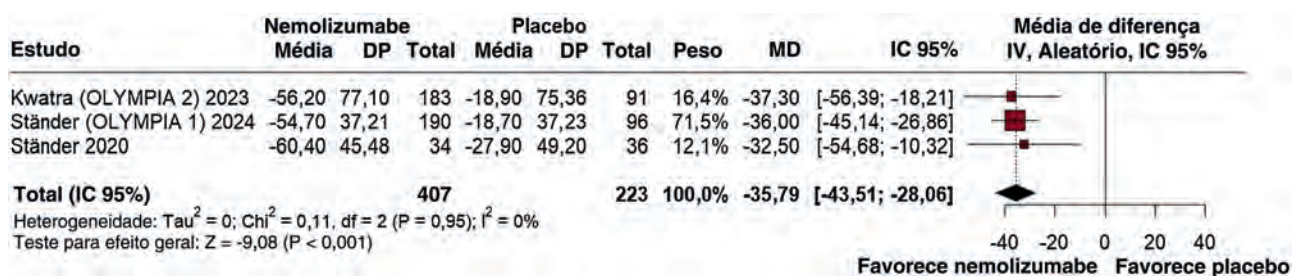 Nemolizumabe Placebo Média de diferença
Estudo Média DP Total Média DP Total Peso MD IC 95% IV, Aleatório, IC 95%
Kwatra (OLYMPIA 2) 2023 -56,20 77,10 183 -18,90 75,36 91 16,4% -37,30 [-56,39; -18,21]
Ständer (OLYMPIA 1) 2024 -54,70 37,21 190 -18,70 37,23 96 71,5% -36,00 [-45,14; -26,86]
Ständer 2020 -60,40 45,48 34 -27,90 49,20 36 12,1% -32,50 [-54,68; -10,32]
Total (IC 95%) 407 223 100,0% -35,79 [-43,51; -28,06]
Heterogeneidade: Tau² = 0; Chi² = 0,11, df = 2 (P = 0,95); I² = 0%
Teste para efeito geral: Z = -9,08 (P < 0,001)
-40 -20 0 20 40
Favorece nemolizumabe Favorece placebo